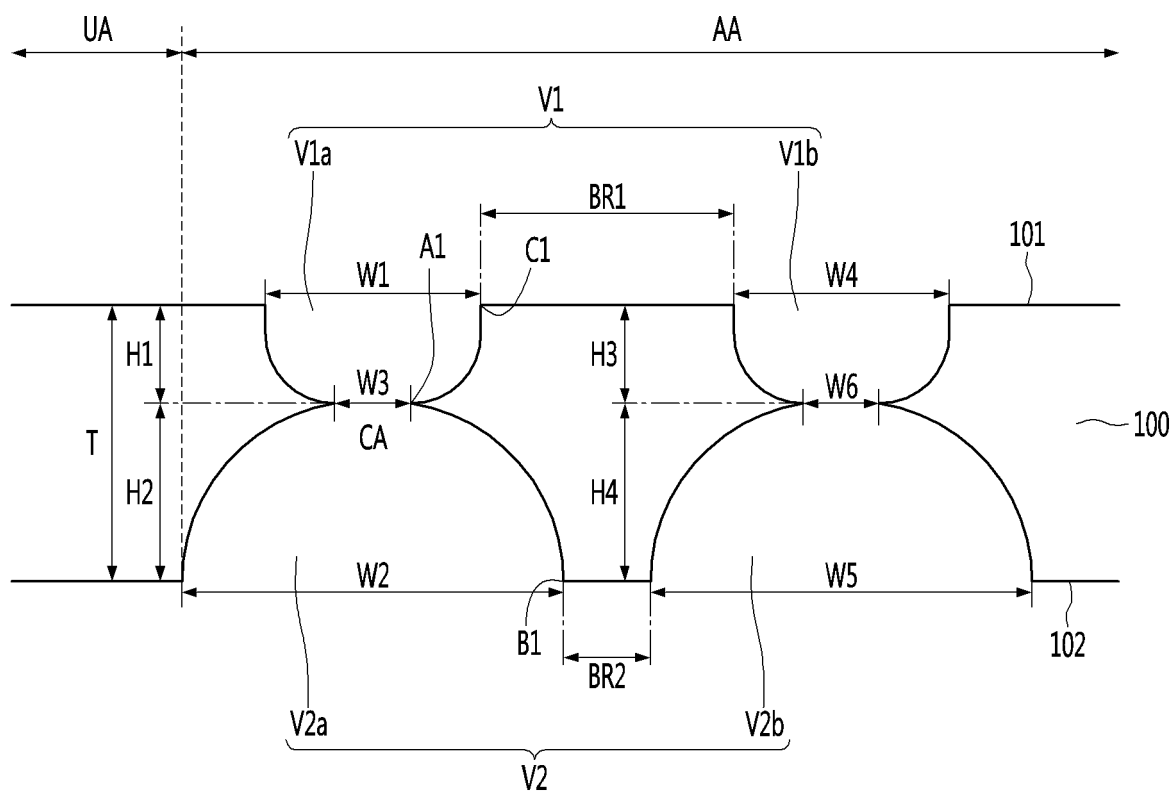 UA AA
V1
V1a V1b
BR1
A1 C1 101
W1 W4
H1 H3
W3 W6
CA 100
T
H2 H4
W2 W5
B1 102
BR2
V2a V2b
V2